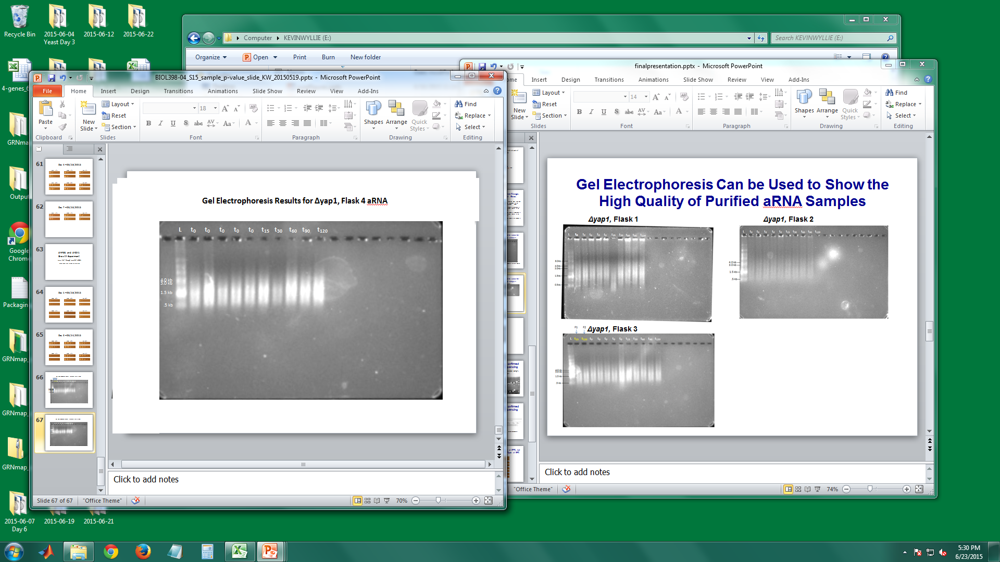 Recycle Bin
2015-06-04
Yeast Day 3
2015-06-12
2015-06-22
Computer
KEVINWYLLIE (E:)
Search KEVINWYLLIE (E:)
Organize
Open
Print
Burn
New folder
finalpresentation.pptx - Microsoft PowerPoint
Insert
Design
Transitions
Animations
Slide Show
Review
View
Add-Ins
New
Slide
Layout
Reset
Section
Slides
14
Font
Paragraph
Shapes
Arrange
Quick
Styles
Drawing
Find
Replace
Select
Editing
Gel Electrophoresis Can be Used to Show the
High Quality of Purified aRNA Samples
Δyap1, Flask 1
Δyap1, Flask 2
Δyap1, Flask 3
Click to add notes
"Office Theme"
74%
BIOL398-04_S15_sample_p-value_slide_KW_20150519.pptx - Microsoft PowerPoint
File
Home
Insert
Design
Transitions
Animations
Slide Show
Review
View
Add-Ins
Paste
Clipboard
New
Slide
Layout
Reset
Section
Slides
18
Font
Paragraph
Shapes
Arrange
Quick
Styles
Drawing
Find
Replace
Select
Editing
61
62
63
64
65
66
67
Gel Electrophoresis Results for Δyap1, Flask 4 aRNA
L t0 t0 t0 t0 t0 t15 t30 t60 t90 t120
4.0 kb
3.0 kb
1.5 kb
.5 kb
Click to add notes
Slide 67 of 67
"Office Theme"
70%
GRNma
Output
Google
Chrom
Packagin
GRNmap_
GRNmap_
GRNmap_
2015-06-07
Day 6
2015-06-19
2015-06-21
5:30 PM
6/23/2015